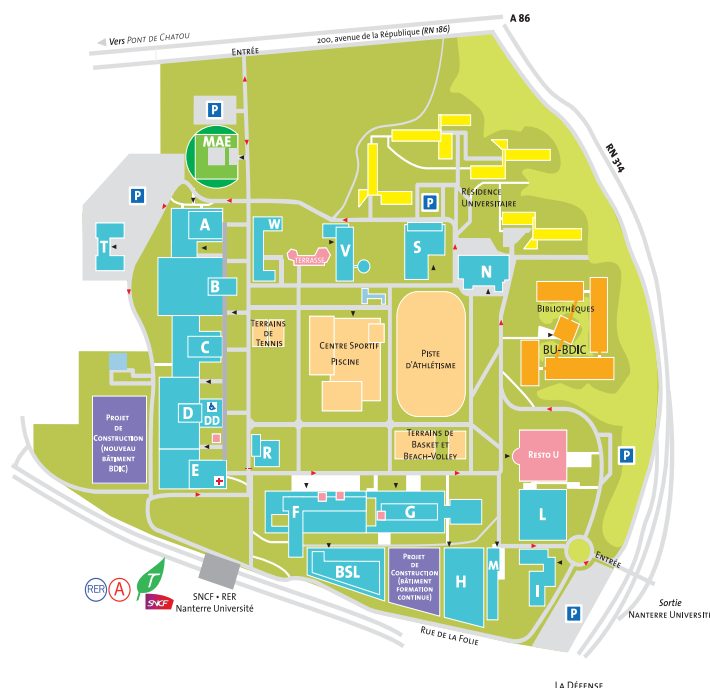 A 86
Vers PONT DE CHATOU
200, avenue de la République (RN 186)
ENTRÉE
P
MAE
RN 314
P
RÉSIDENCE
UNIVERSITAIRE
P
A
W
T
V
S
TERRASSE
N
B
BIBLIOTHÈQUES
TERRAINS
DE
TENNIS
CENTRE SPORTIF
PISCINE
PISTE
D'ATHLÉTISME
BU-BDIC
C
PROJET
DE
CONSTRUCTION
(NOUVEAU
BÂTIMENT
BDIC)
D
DD
TERRAINS DE
BASKET ET
BEACH-VOLLEY
R
RESTO U
P
E
F
G
L
BSL
PROJET
DE
CONSTRUCTION
(BÂTIMENT
FORMATION
CONTINUE)
H
M
I
ENTRÉE
RER
A
T
SNCF
SNCF • RER
Nanterre Université
P
Sortie
NANTERRE UNIVERSIT
RUE DE LA FOLIE
LA DÉFENSE